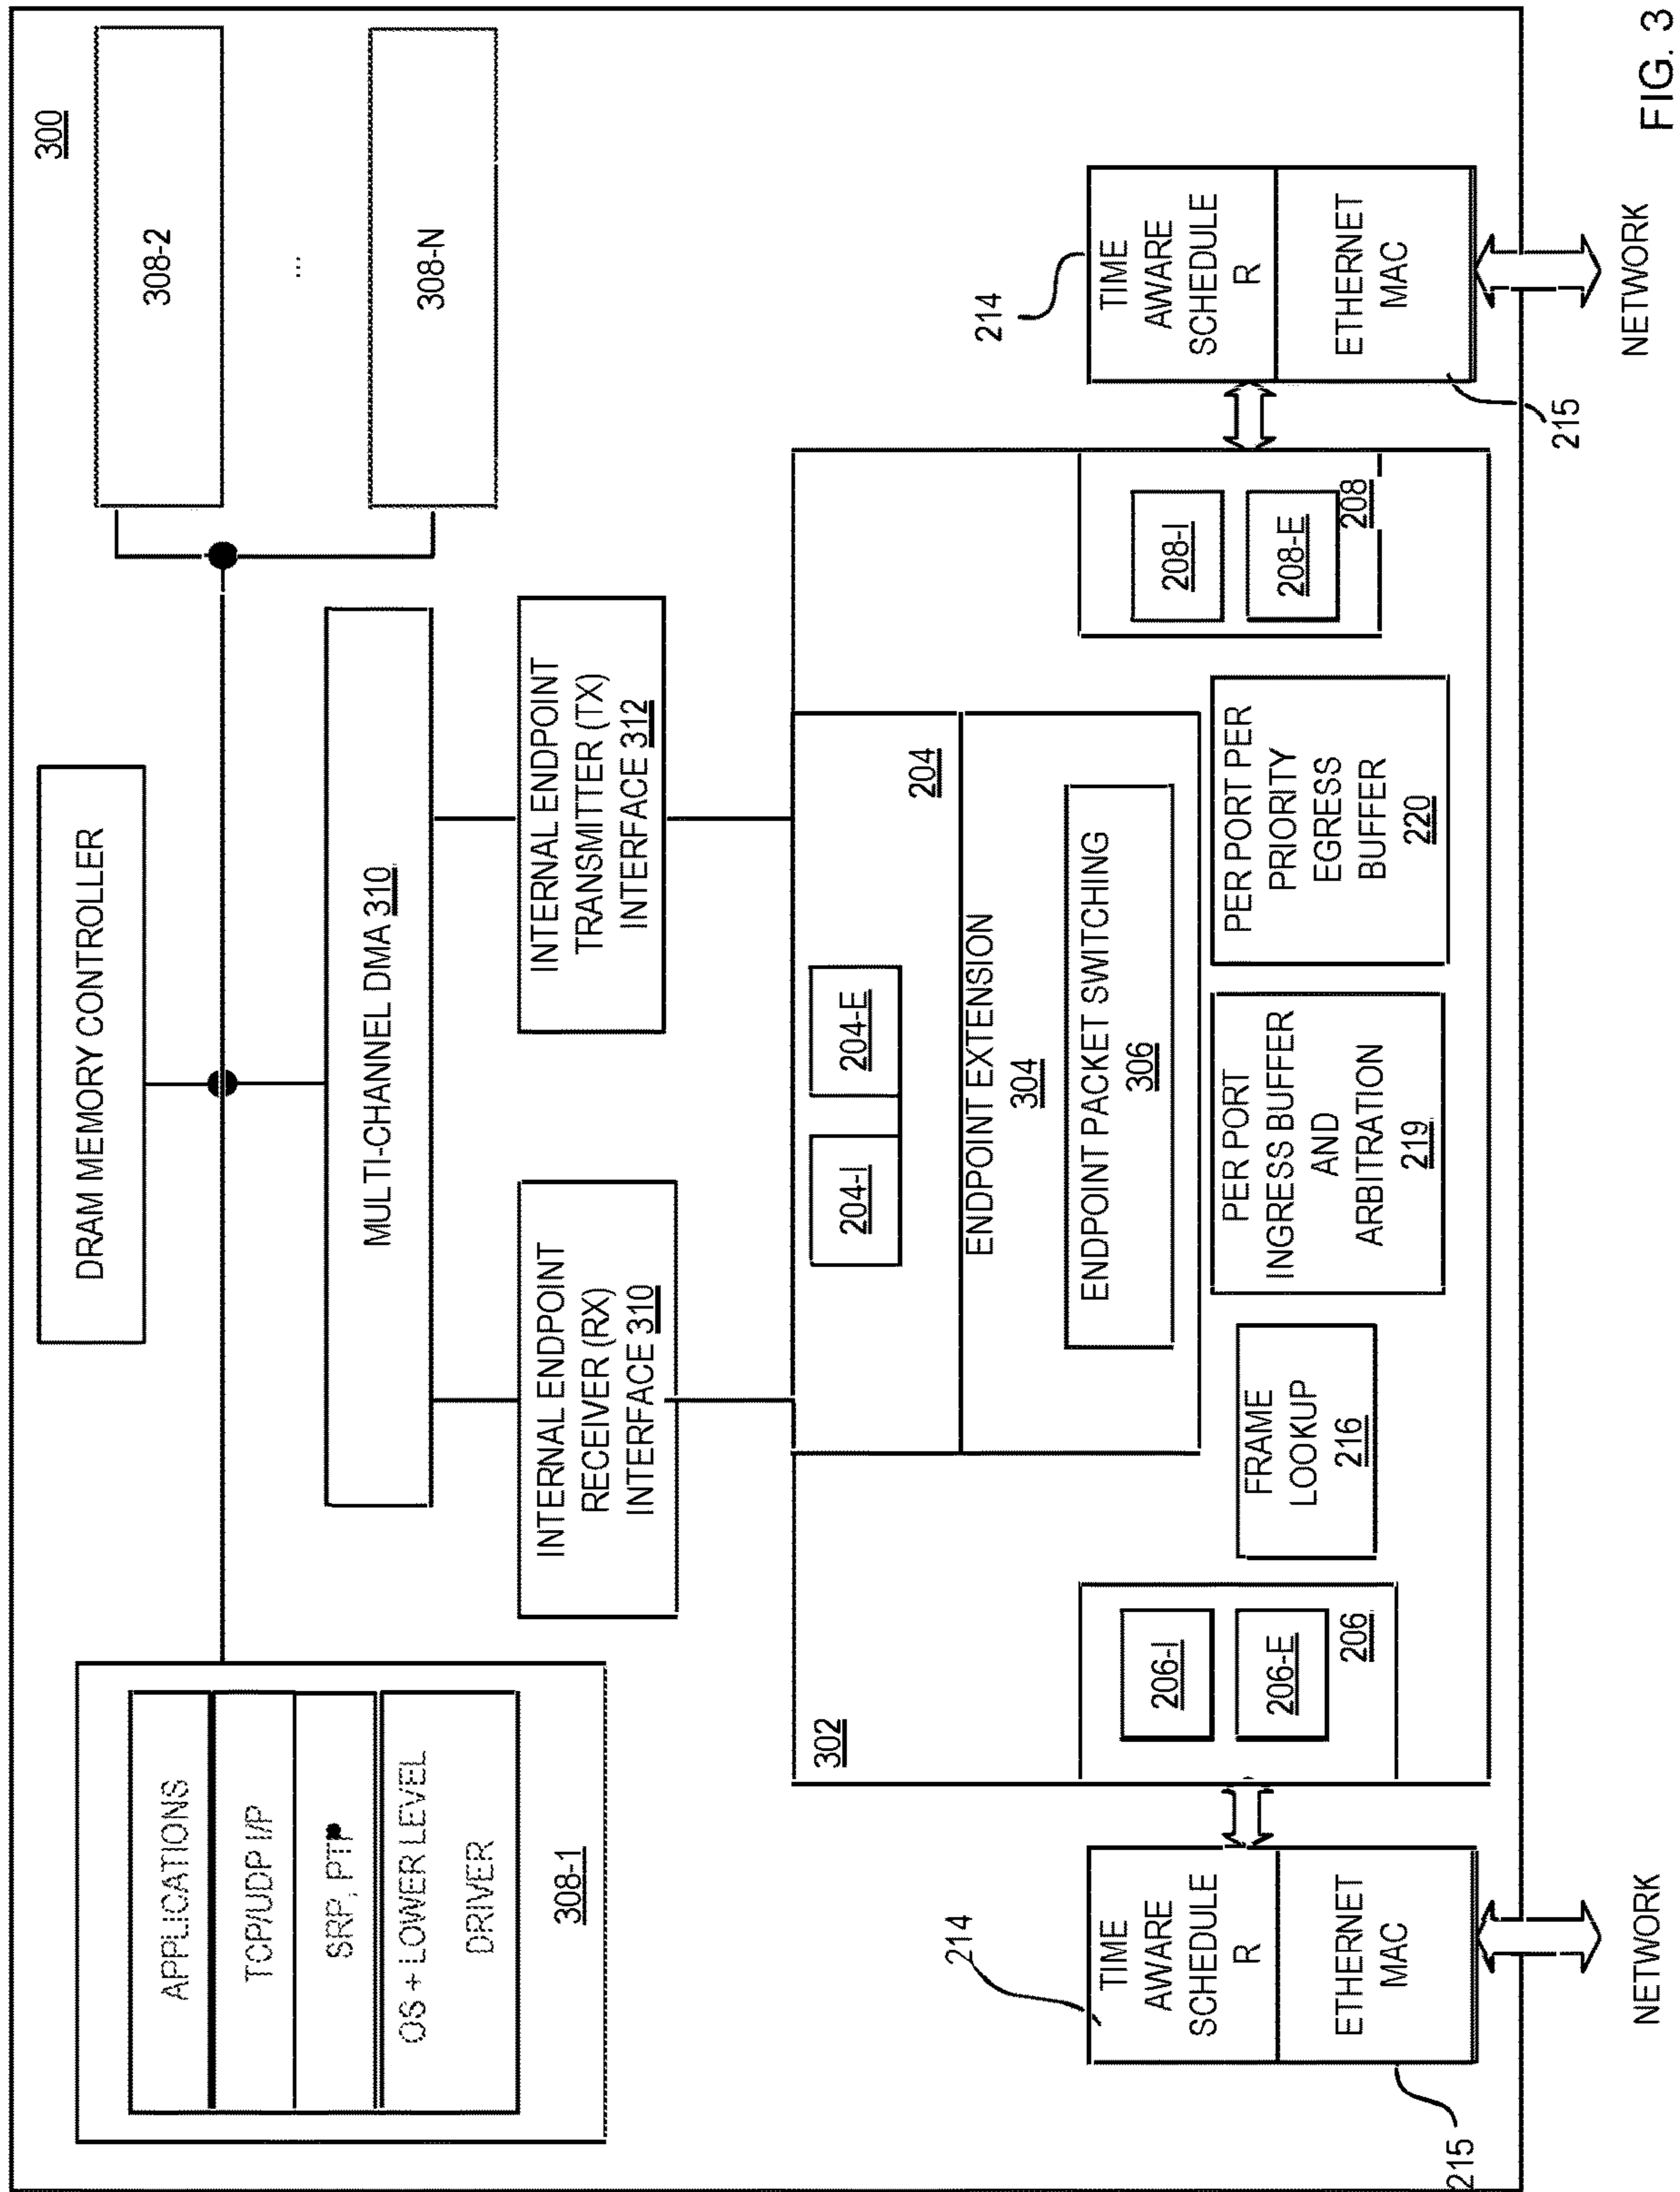 300
DRAM MEMORY CONTROLLER
APPLICATIONS
TCP/UDP I/P
SRP, PTP
OS + LOWER LEVEL
DRIVER
308-1
308-2
...
308-N
MULTI-CHANNEL DMA 310
INTERNAL ENDPOINT
RECEIVER (RX)
INTERFACE 310
INTERNAL ENDPOINT
TRANSMITTER (TX)
INTERFACE 312
302
204-I
204-E
204
ENDPOINT EXTENSION
304
ENDPOINT PACKET SWITCHING
306
206-I
206-E
206
FRAME
LOOKUP
216
PER PORT
INGRESS BUFFER
AND
ARBITRATION
219
PER PORT PER
PRIORITY
EGRESS
BUFFER
220
208-I
208-E
208
214
TIME
AWARE
SCHEDULE
R
ETHERNET
MAC
215
NETWORK
214
TIME
AWARE
SCHEDULE
R
ETHERNET
MAC
215
NETWORK
FIG. 3